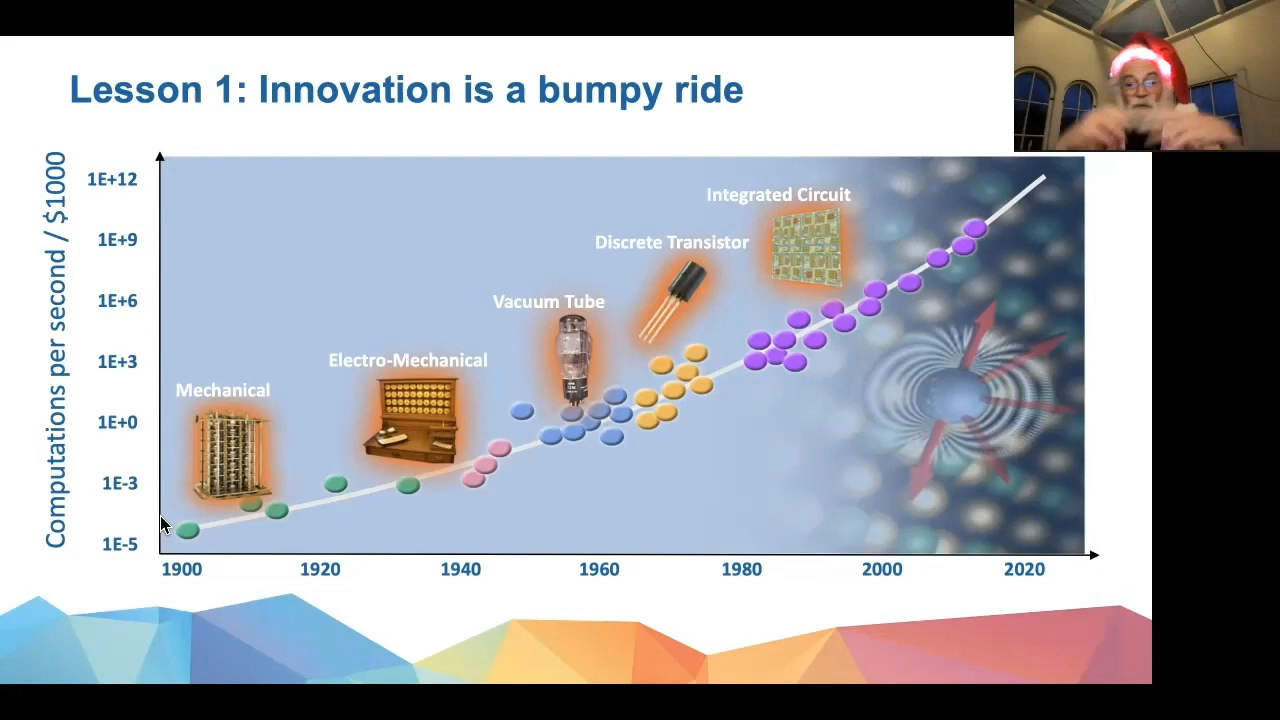 Lesson 1: Innovation is a bumpy ride
Computations per second / $1000
1E+12
1E+9
1E+6
1E+3
1E+0
1E-3
1E-5
Mechanical
Electro-Mechanical
Vacuum Tube
Discrete Transistor
Integrated Circuit
1900
1920
1940
1960
1980
2000
2020